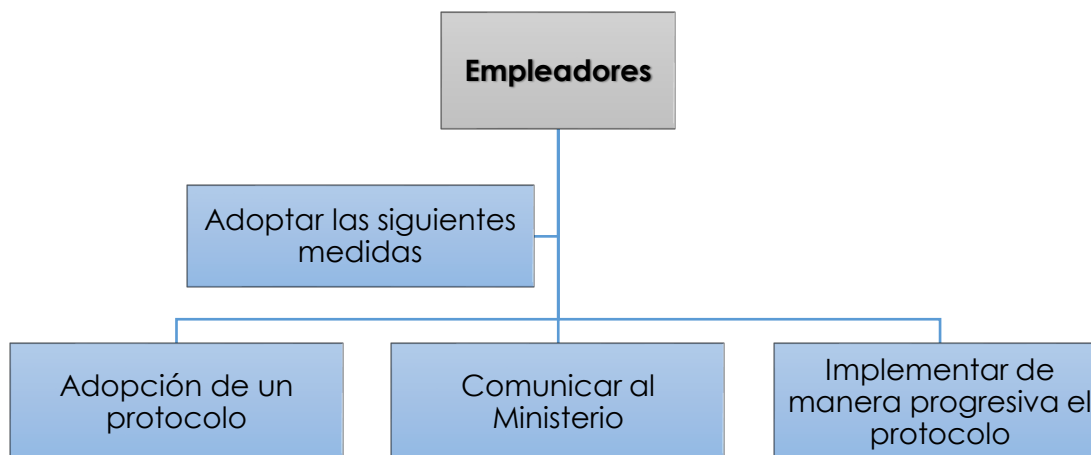 Empleadores
Adoptar las siguientes
medidas
Adopción de un
protocolo
Comunicar al
Ministerio
Implementar de
manera progresiva el
protocolo